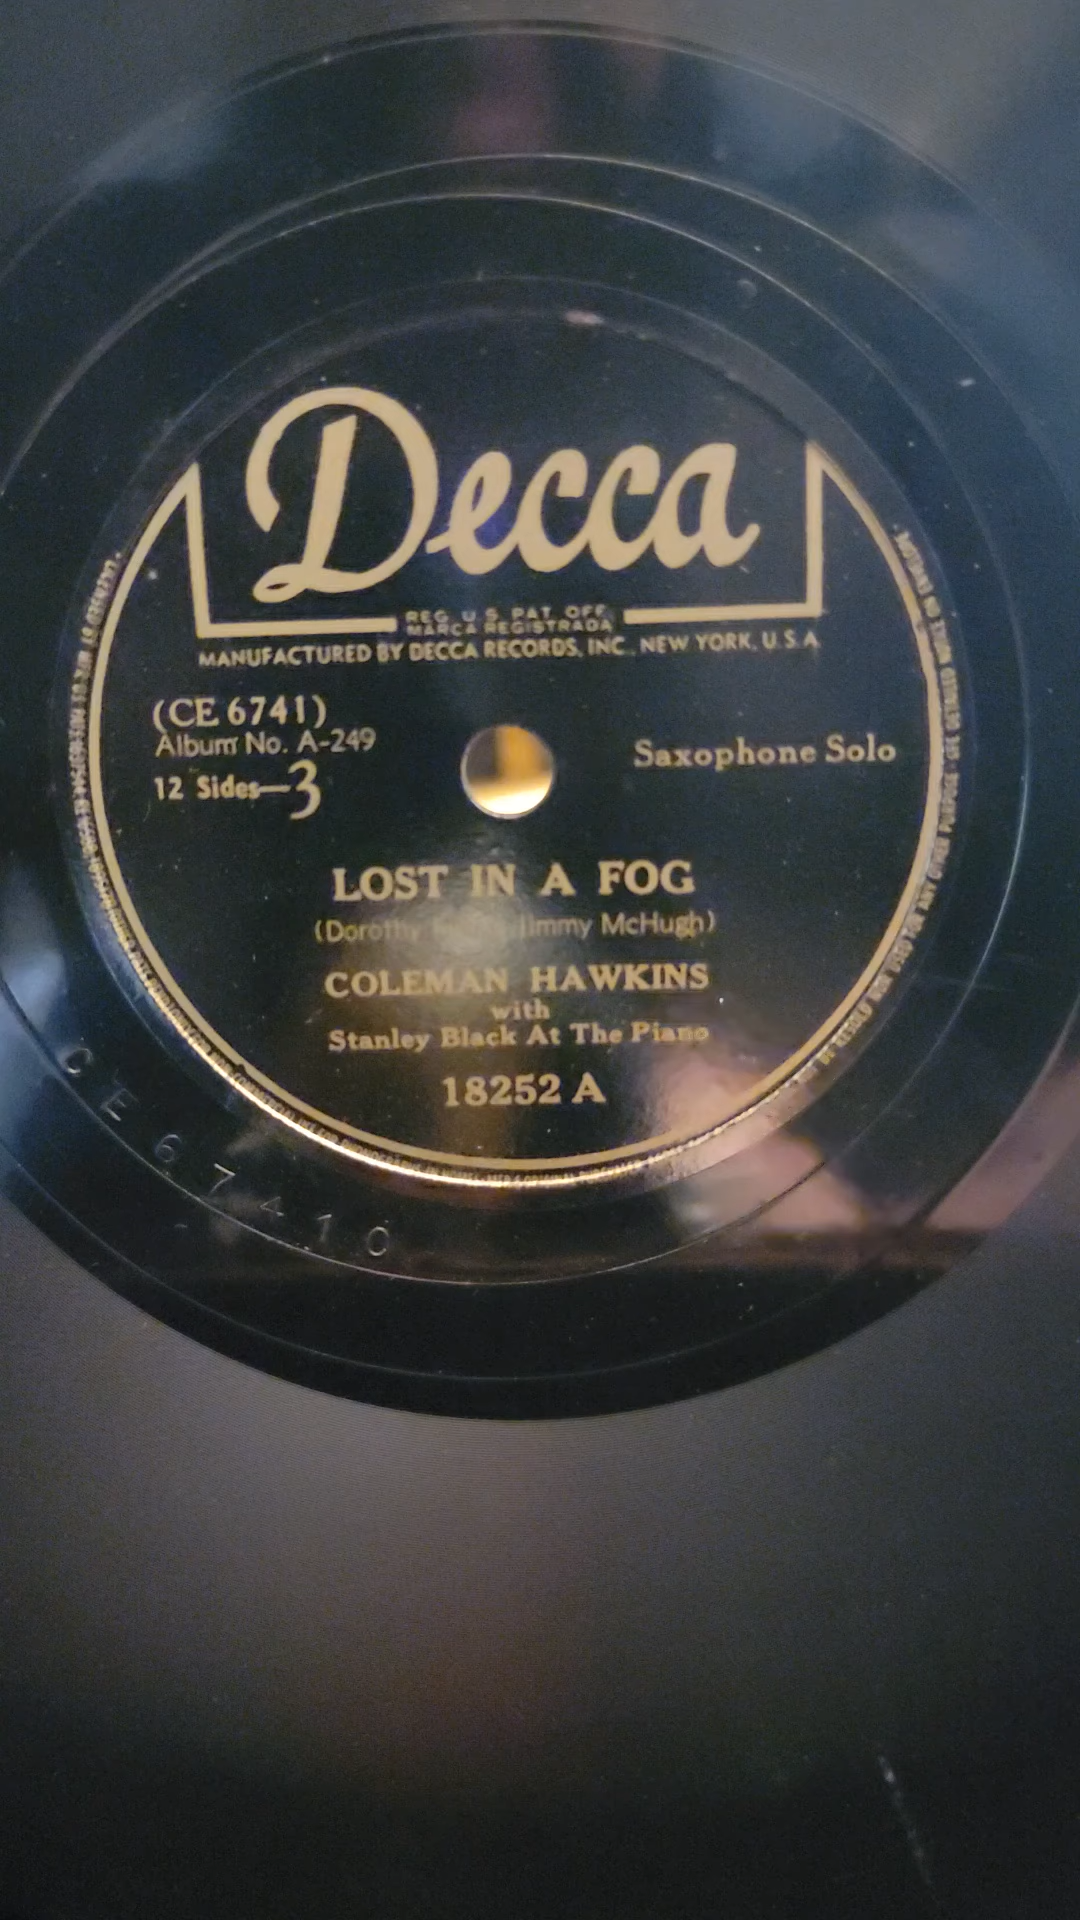 Decca
REG. U.S. PAT. OFF.
MARCA REGISTRADA
MANUFACTURED BY DECCA RECORDS, INC., NEW YORK, U.S.A.
(CE 6741)
Album No. A-249
12 Sides—3
Saxophone Solo
LOST IN A FOG
(Dorothy Jimmy McHugh)
COLEMAN HAWKINS
with
Stanley Black At The Piano
18252 A
CE67410